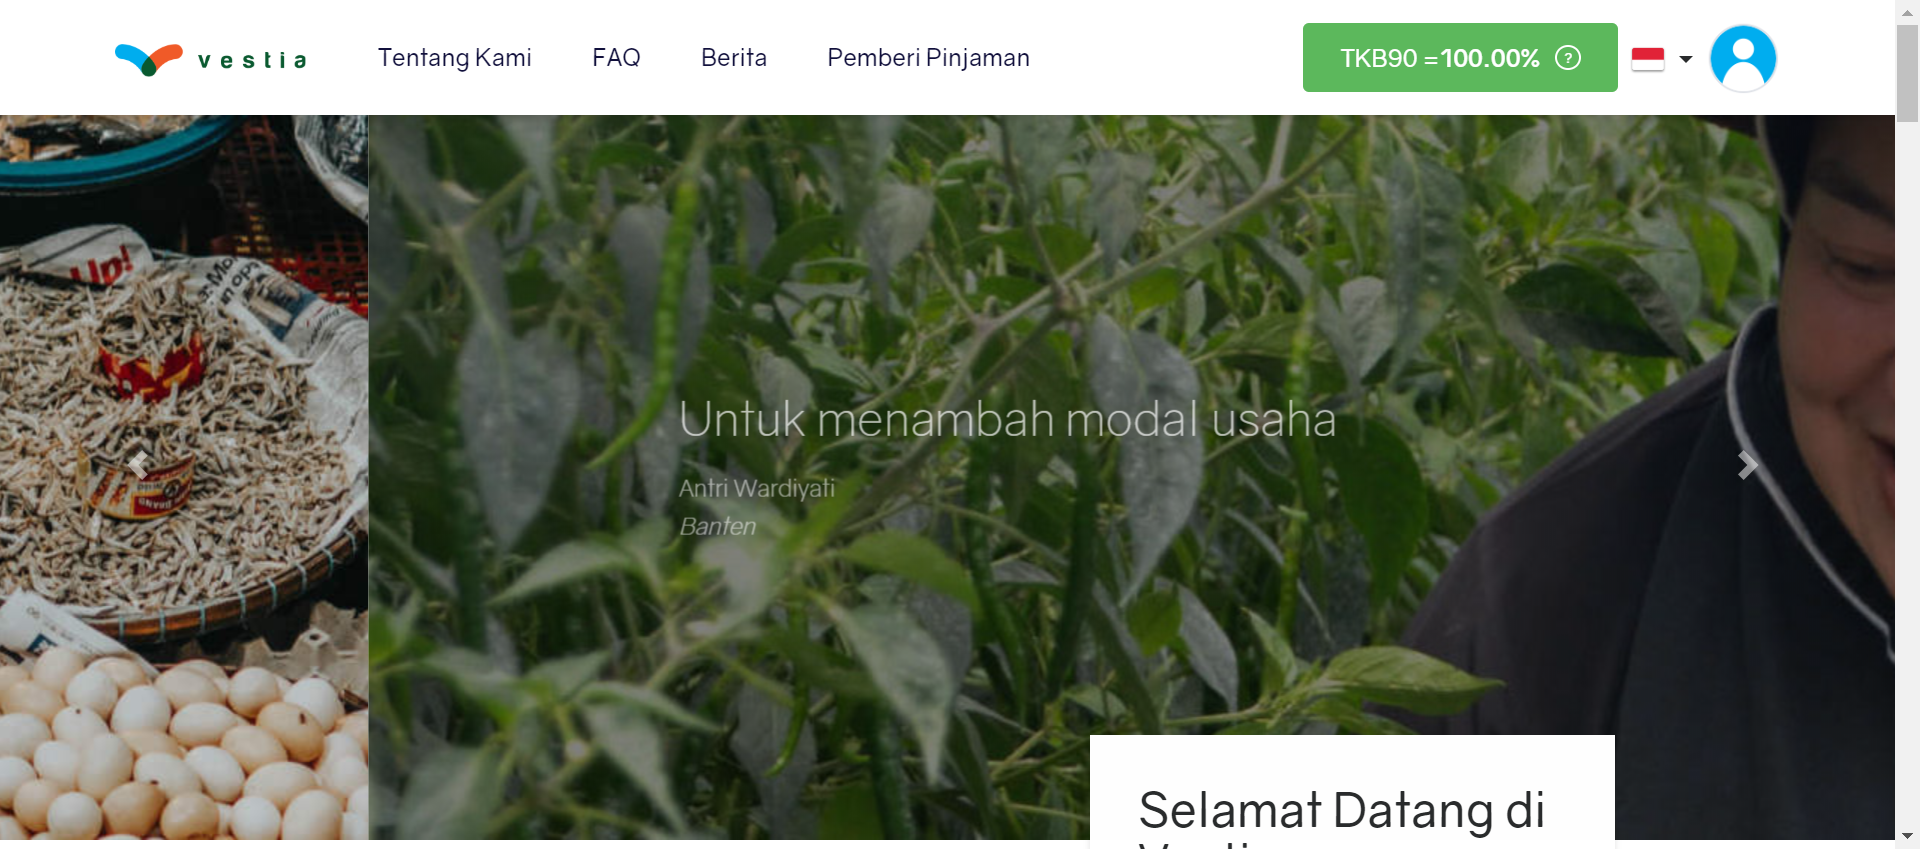 vestia
Tentang Kami
FAQ
Berita
Pemberi Pinjaman
TKB90 =100.00% ?
Up!
Untuk menambah modal usaha
Antri Wardiyati
Banten
Selamat Datang di